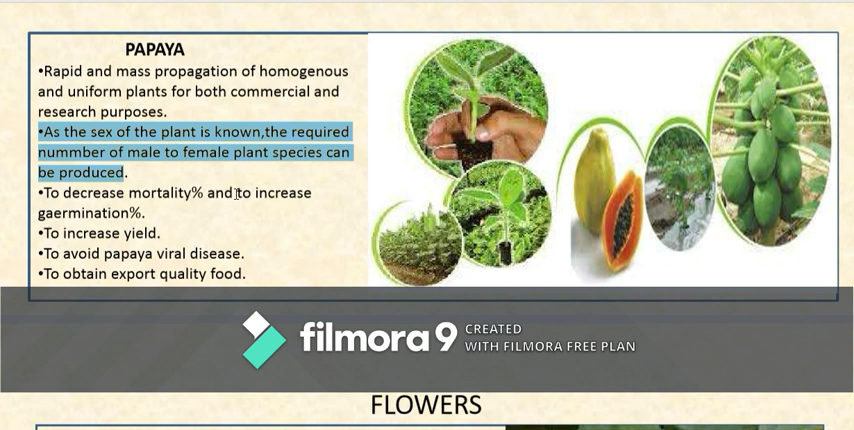 PAPAYA
•Rapid and mass propagation of homogenous
and uniform plants for both commercial and
research purposes.
•As the sex of the plant is known,the required
nummber of male to female plant species can
be produced.
•To decrease mortality% and to increase
gaermination%.
•To increase yield.
•To avoid papaya viral disease.
•To obtain export quality food.
filmora9 CREATED
WITH FILMORA FREE PLAN
FLOWERS